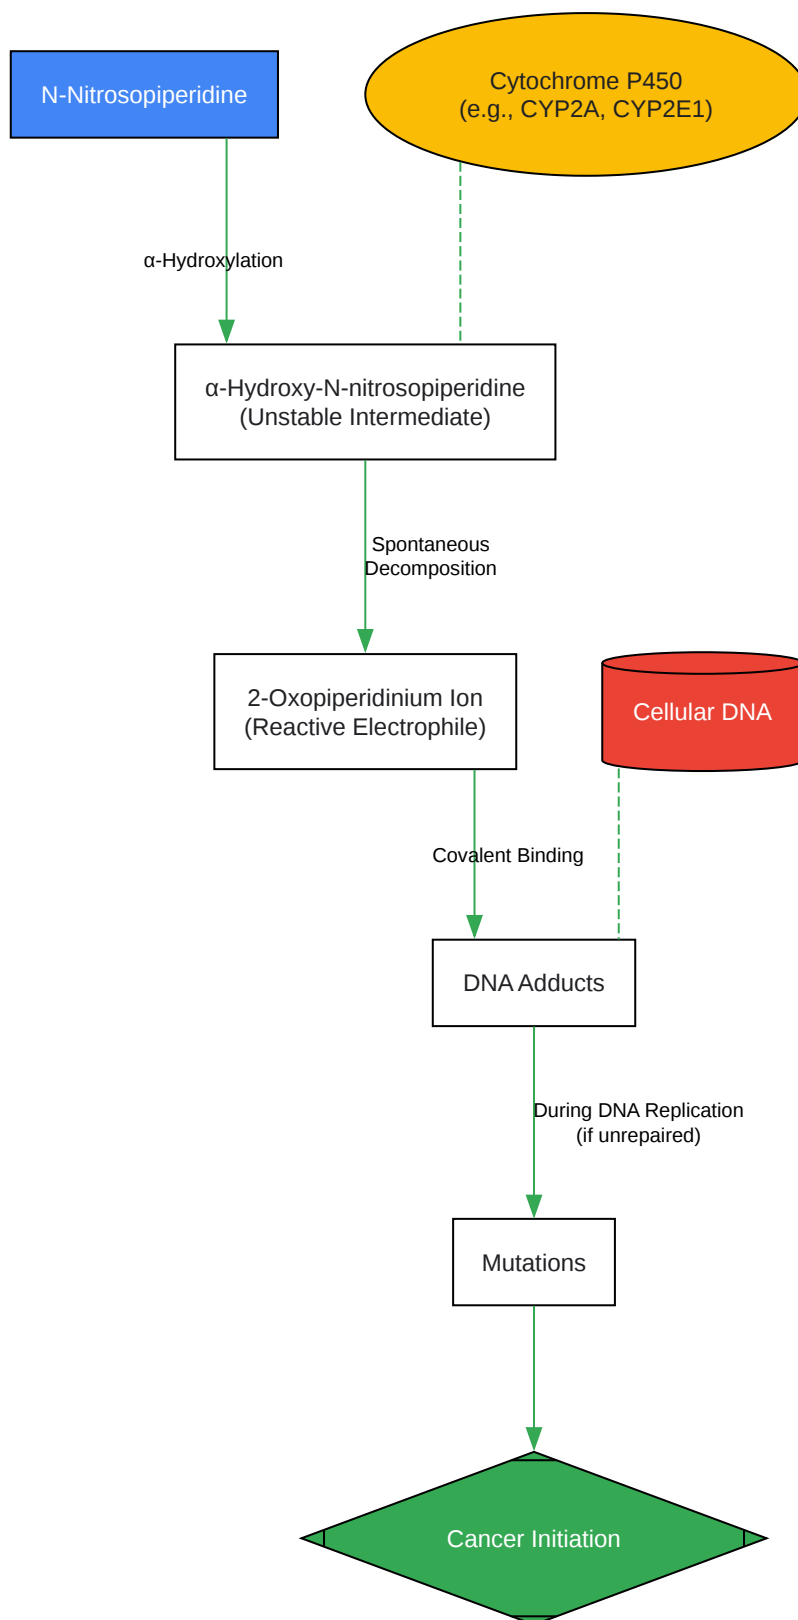 N-Nitrosopiperidine
Cytochrome P450
(e.g., CYP2A, CYP2E1)
α-Hydroxylation
α-Hydroxy-N-nitrosopiperidine
(Unstable Intermediate)
Spontaneous
Decomposition
2-Oxopiperidinium Ion
(Reactive Electrophile)
Cellular DNA
Covalent Binding
DNA Adducts
During DNA Replication
(if unrepaired)
Mutations
Cancer Initiation